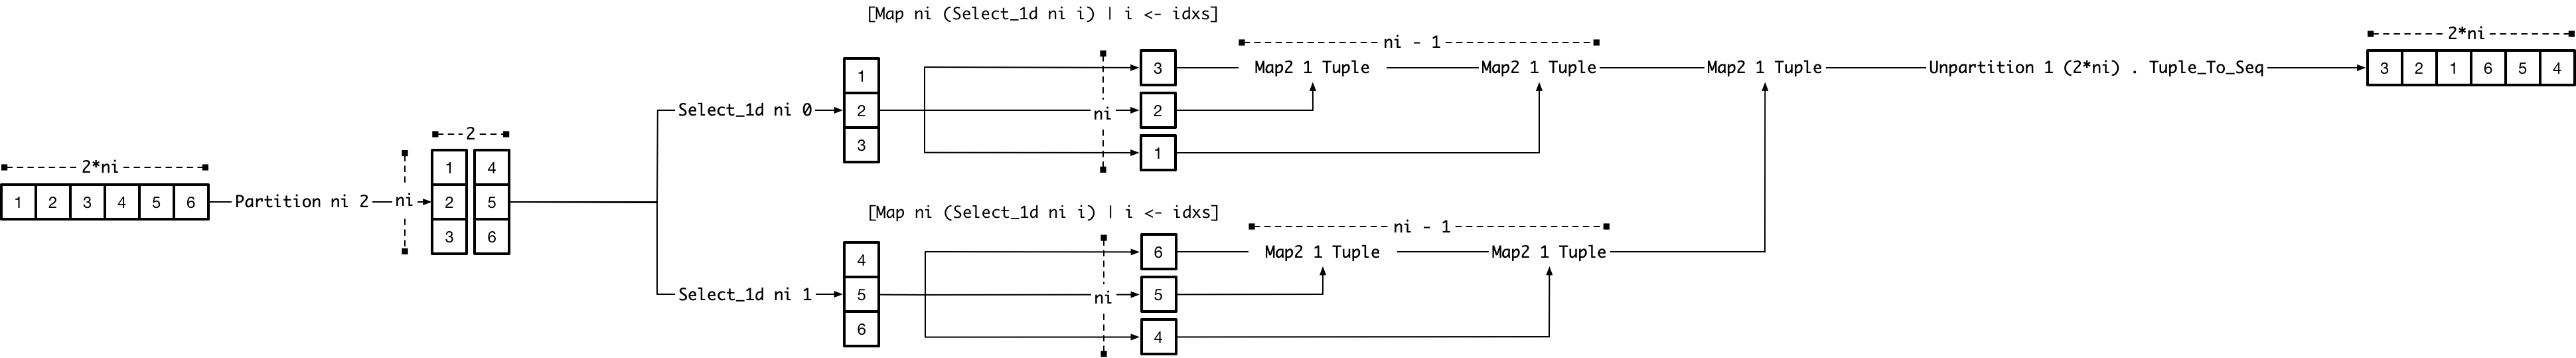 [Map ni (Select_1d ni i) | i <- idxs]
2*ni
ni - 1
1
3
Map2 1 Tuple
Map2 1 Tuple
Map2 1 Tuple
Unpartition 1 (2*ni) . Tuple_To_Seq
3 2 1 6 5 4
Select_1d ni 0
2
ni
2
3
1
2
2*ni
1 4
1 2 3 4 5 6
Partition ni 2
ni
2 5
3 6
[Map ni (Select_1d ni i) | i <- idxs]
ni - 1
4
6
Map2 1 Tuple
Map2 1 Tuple
Select_1d ni 1
5
ni
5
6
4